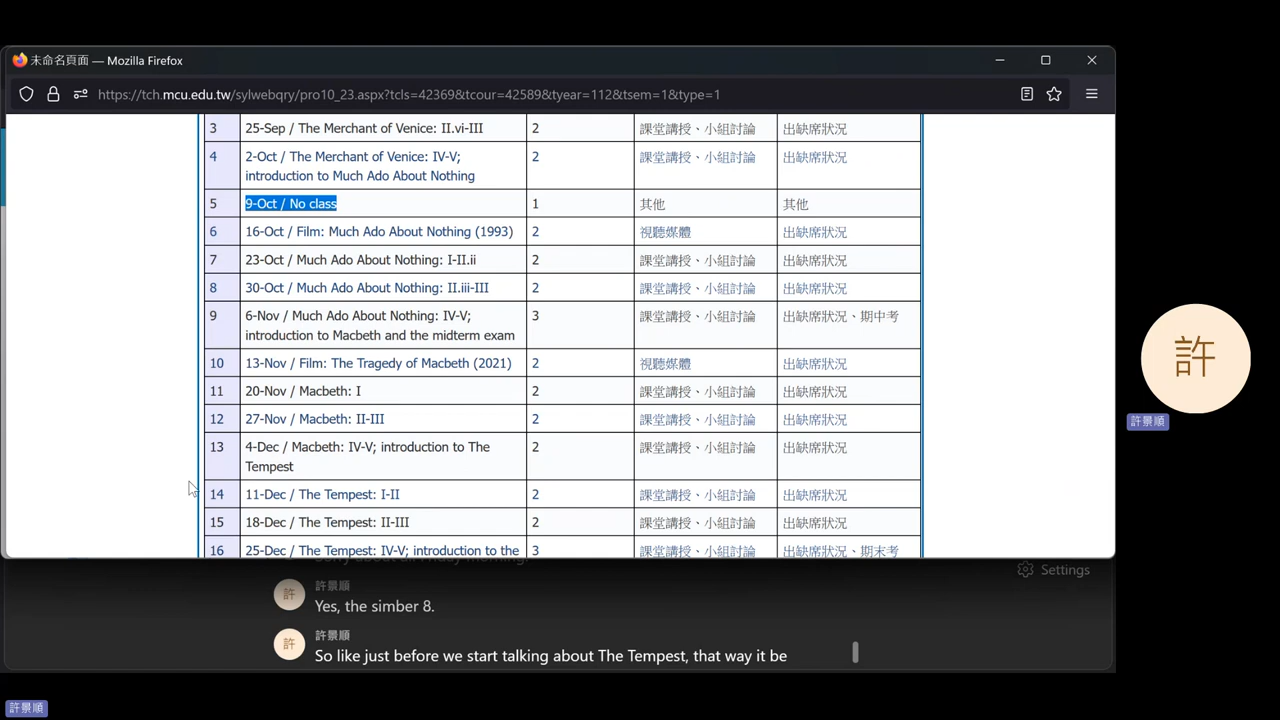 未命名頁面 — Mozilla Firefox
https://tch.mcu.edu.tw/sylwebqry/pro10_23.aspx?tcls=42369&tcour=42589&tyear=112&tsem=1&type=1
3 25-Sep / The Merchant of Venice: II.vi-III 2 課堂講授、小組討論 出缺席狀況
4 2-Oct / The Merchant of Venice: IV-V; 2 課堂講授、小組討論 出缺席狀況
introduction to Much Ado About Nothing
5 9-Oct / No class 1 其他 其他
6 16-Oct / Film: Much Ado About Nothing (1993) 2 視聽媒體 出缺席狀況
7 23-Oct / Much Ado About Nothing: I-II.ii 2 課堂講授、小組討論 出缺席狀況
8 30-Oct / Much Ado About Nothing: II.iii-III 2 課堂講授、小組討論 出缺席狀況
9 6-Nov / Much Ado About Nothing: IV-V; 3 課堂講授、小組討論 出缺席狀況、期中考
introduction to Macbeth and the midterm exam
10 13-Nov / Film: The Tragedy of Macbeth (2021) 2 視聽媒體 出缺席狀況
11 20-Nov / Macbeth: I 2 課堂講授、小組討論 出缺席狀況
12 27-Nov / Macbeth: II-III 2 課堂講授、小組討論 出缺席狀況
13 4-Dec / Macbeth: IV-V; introduction to The 2 課堂講授、小組討論 出缺席狀況
Tempest
14 11-Dec / The Tempest: I-II 2 課堂講授、小組討論 出缺席狀況
15 18-Dec / The Tempest: II-III 2 課堂講授、小組討論 出缺席狀況
16 25-Dec / The Tempest: IV-V; introduction to the 3 課堂講授、小組討論 出缺席狀況、期末考
Settings
許 許景順
Yes, the simber 8.
許 許景順
So like just before we start talking about The Tempest, that way it be
許
許景順
許景順